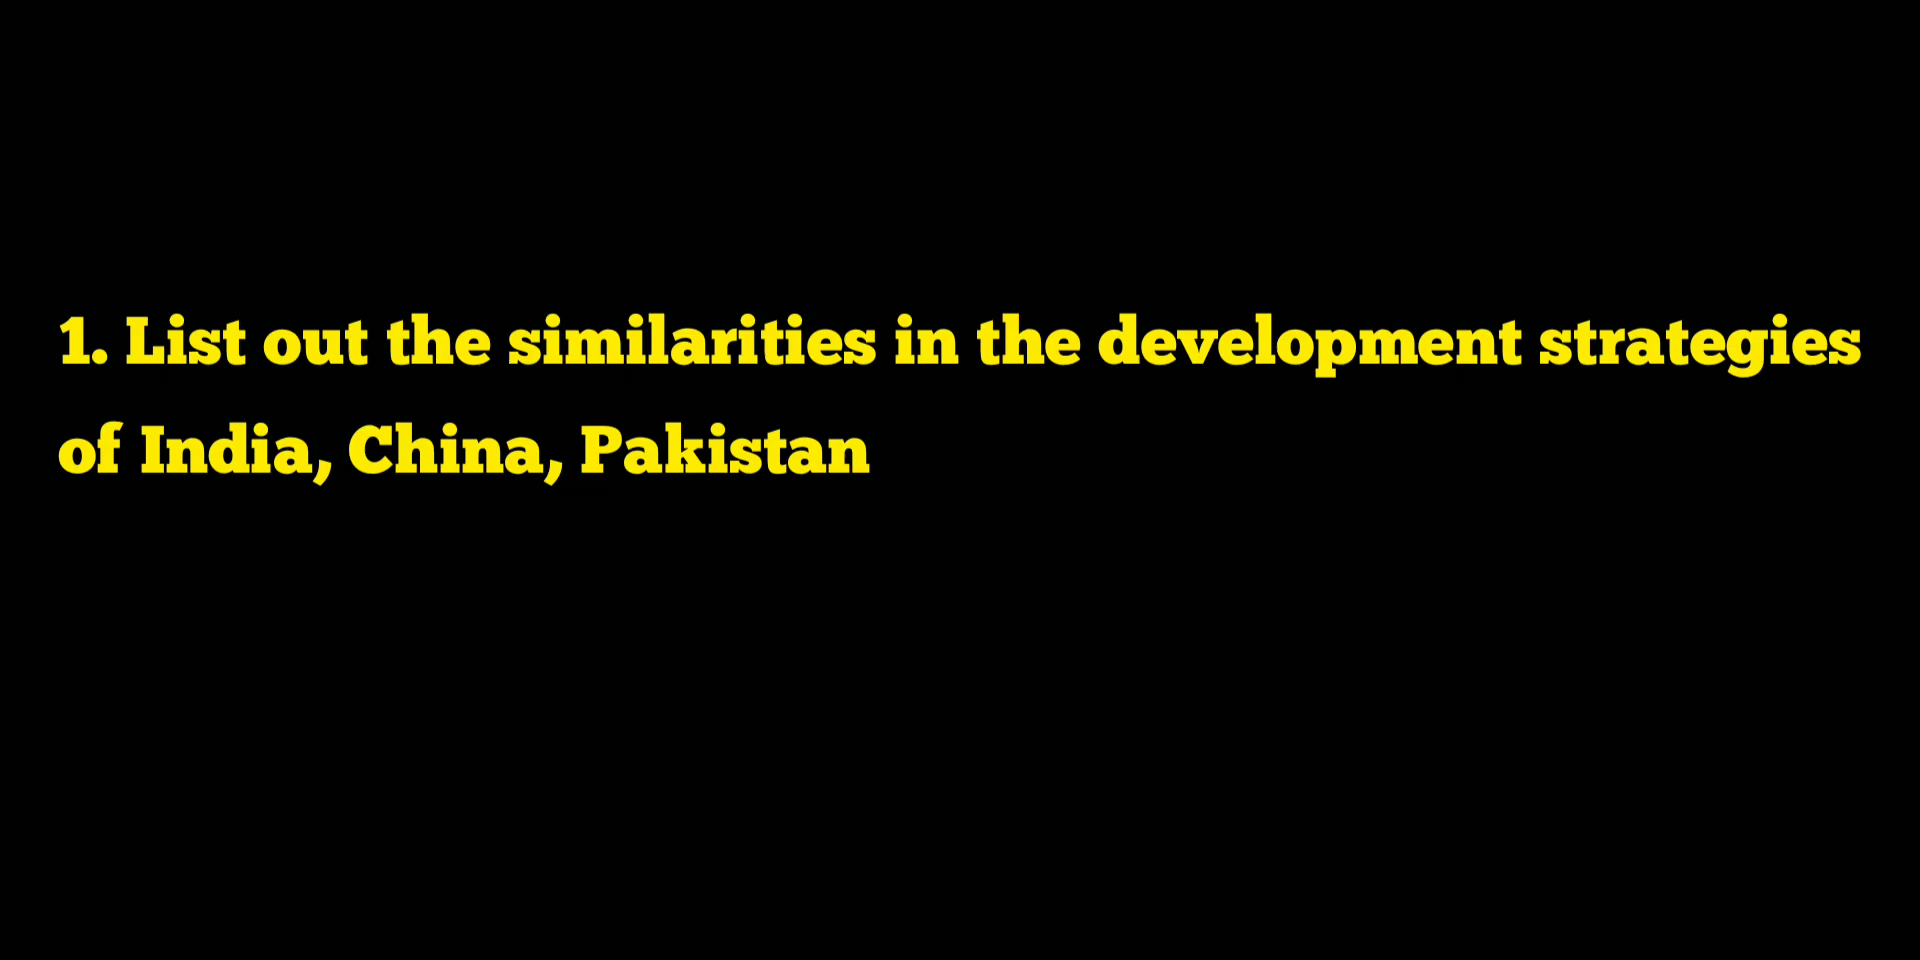 1. List out the similarities in the development strategies
of India, China, Pakistan